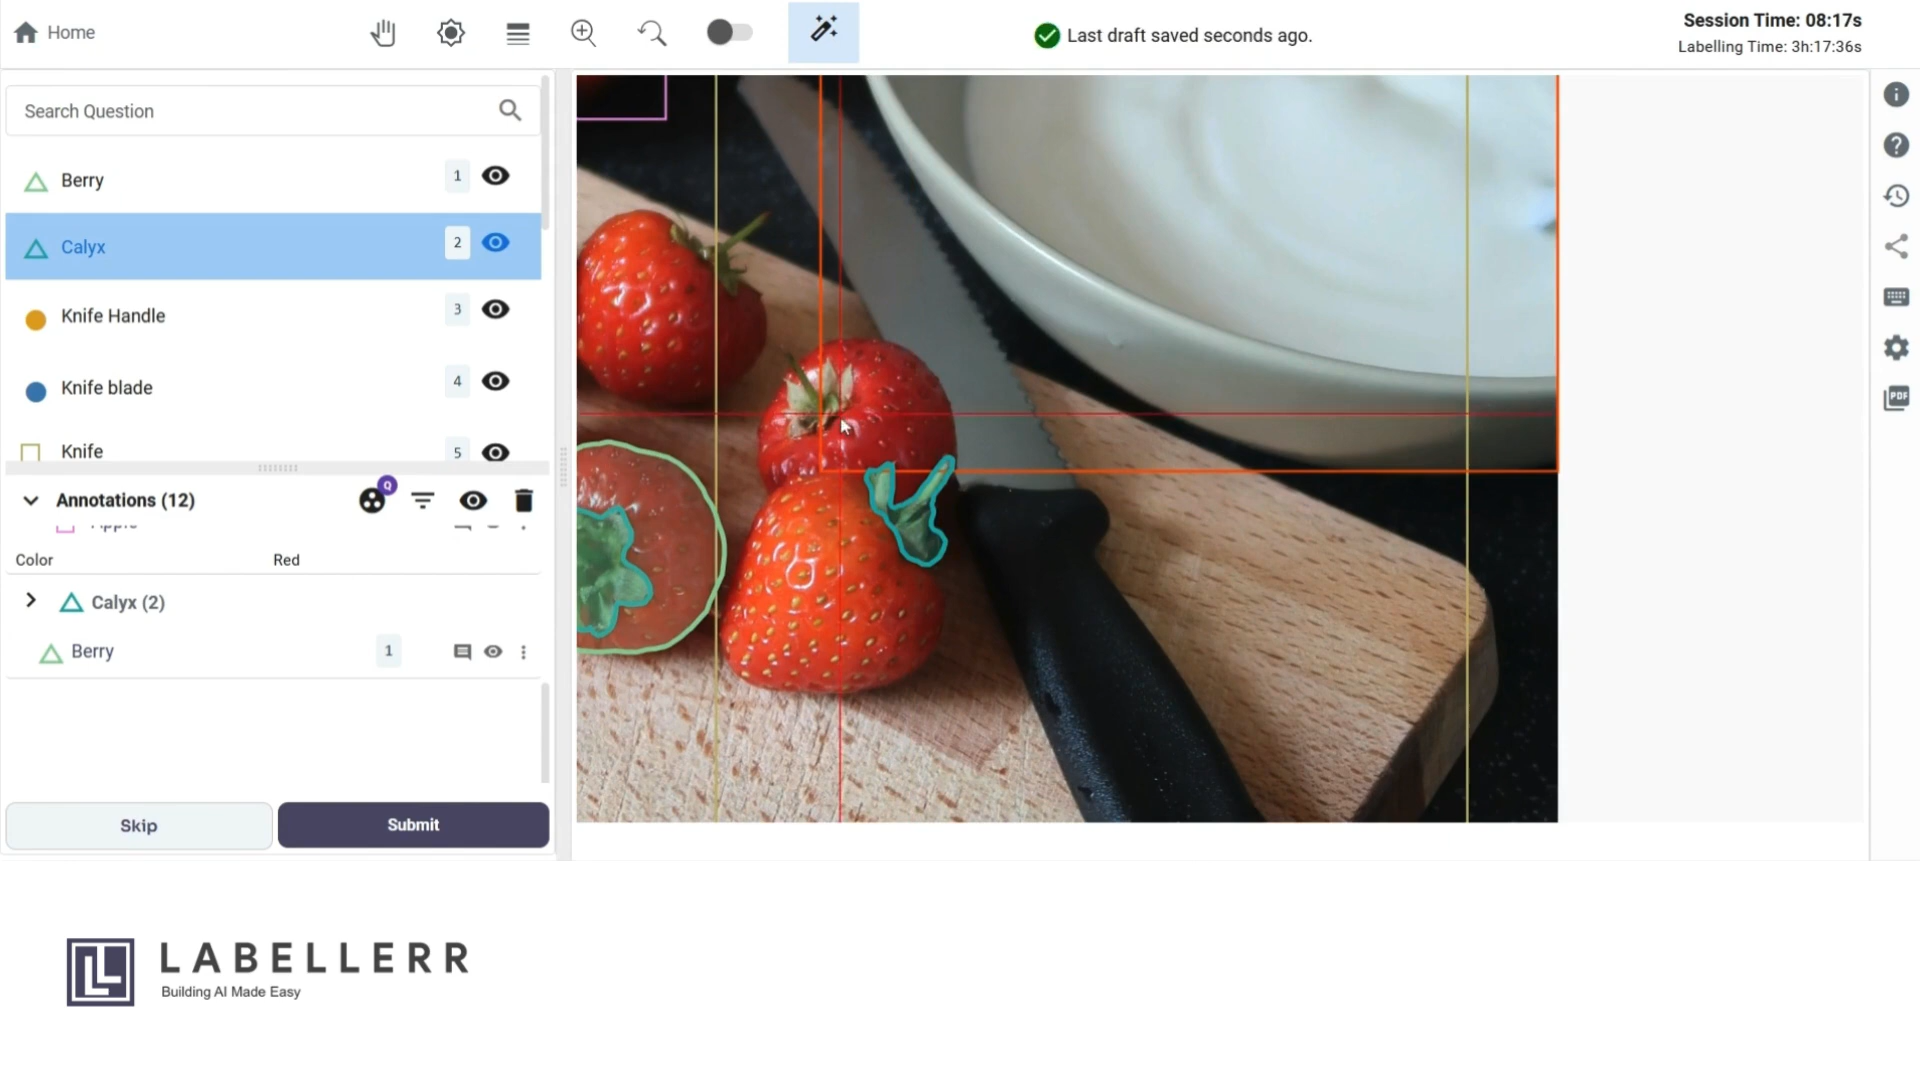 Home
Last draft saved seconds ago.
Session Time: 08:17s
Labelling Time: 3h:17:36s
Search Question
Berry 1
Calyx 2
Knife Handle 3
Knife blade 4
Knife 5
Annotations (12) Q
Apple
Color Red
Calyx (2)
Berry 1
Skip Submit
PDF
LABELLERR
Building AI Made Easy